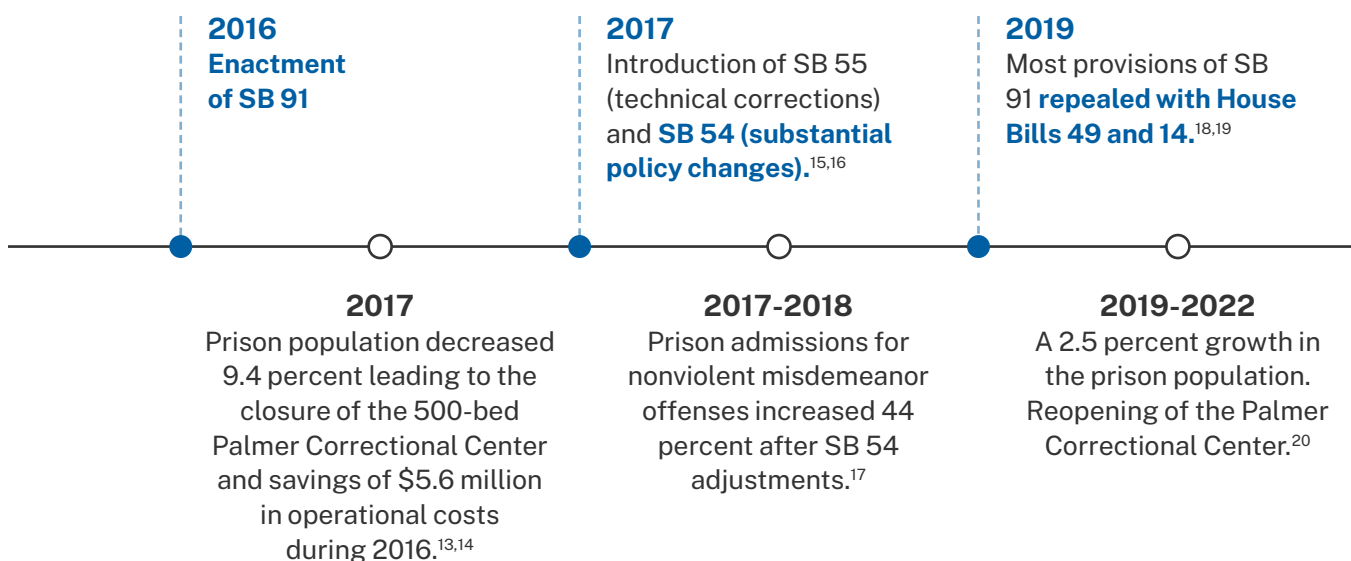 2016
Enactment
of SB 91
2017
Introduction of SB 55
(technical corrections)
and SB 54 (substantial
policy changes).15,16
2019
Most provisions of SB
91 repealed with House
Bills 49 and 14.18,19
2017
Prison population decreased
9.4 percent leading to the
closure of the 500-bed
Palmer Correctional Center
and savings of $5.6 million
in operational costs
during 2016.13,14
2017-2018
Prison admissions for
nonviolent misdemeanor
offenses increased 44
percent after SB 54
adjustments.17
2019-2022
A 2.5 percent growth in
the prison population.
Reopening of the Palmer
Correctional Center.20